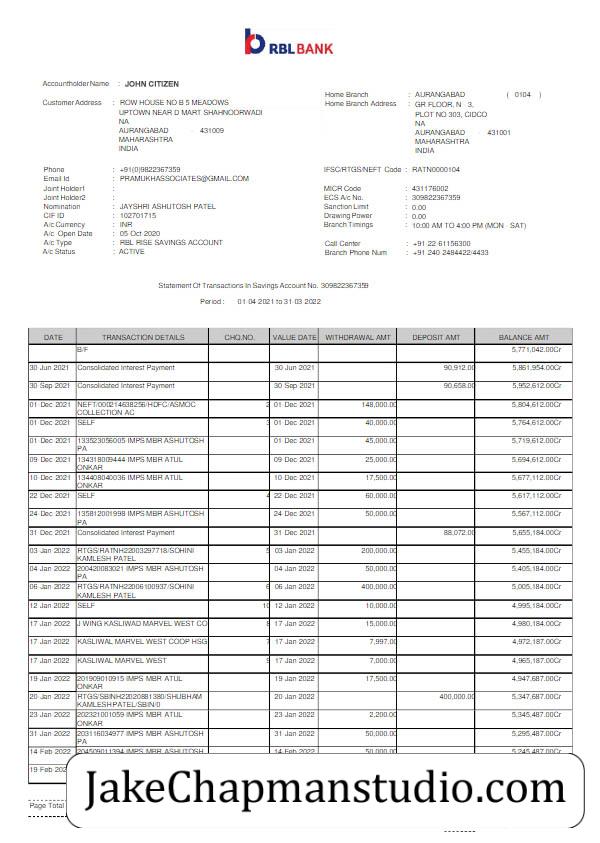 RBL BANK
Accountholder Name : JOHN CITIZEN
Customer Address : ROW HOUSE NO B 5 MEADOWS
UPTOWN NEAR D MART SHAHNOORWADI
NA
AURANGABAD - 431009
MAHARASHTRA
INDIA
Home Branch : AURANGABAD ( 0104 )
Home Branch Address : GR FLOOR, N 3,
PLOT NO 303, CIDCO
NA
AURANGABAD - 431001
MAHARASHTRA
INDIA
Phone : +91(0)9822367359
Email Id : PRAMUKHASSOCIATES@GMAIL.COM
Joint Holder1 :
Joint Holder2 :
Nomination : JAYSHRI ASHUTOSH PATEL
CIF ID : 102701715
A/c Currency : INR
A/c Open Date : 05 Oct 2020
A/c Type : RBL RISE SAVINGS ACCOUNT
A/c Status : ACTIVE
IFSC/RTGS/NEFT Code : RATN0000104
MICR Code : 431176002
ECS A/c No. : 309822367359
Sanction Limit : 0.00
Drawing Power : 0.00
Branch Timings : 10:00 AM TO 4:00 PM (MON - SAT)
Call Center : +91 22 61156300
Branch Phone Num : +91 240 2484422/4433
Statement Of Transactions In Savings Account No. 309822367359
Period : 01 04 2021 to 31 03 2022
DATE TRANSACTION DETAILS CHQ.NO. VALUE DATE WITHDRAWAL AMT DEPOSIT AMT BALANCE AMT
B/F 5,771,042.00Cr
30 Jun 2021 Consolidated Interest Payment 30 Jun 2021 90,912.00 5,861,954.00Cr
30 Sep 2021 Consolidated Interest Payment 30 Sep 2021 90,658.00 5,952,612.00Cr
01 Dec 2021 NEFT/000214638256/HDFC/ASMOC 2 01 Dec 2021 148,000.00 5,804,612.00Cr
COLLECTION AC
01 Dec 2021 SELF 3 01 Dec 2021 40,000.00 5,764,612.00Cr
01 Dec 2021 133523056005 IMPS MBR ASHUTOSH 01 Dec 2021 45,000.00 5,719,612.00Cr
PA
09 Dec 2021 134318009444 IMPS MBR ATUL 09 Dec 2021 25,000.00 5,694,612.00Cr
ONKAR
10 Dec 2021 134408040036 IMPS MBR ATUL 10 Dec 2021 17,500.00 5,677,112.00Cr
ONKAR
22 Dec 2021 SELF 4 22 Dec 2021 60,000.00 5,617,112.00Cr
24 Dec 2021 135812001998 IMPS MBR ASHUTOSH 24 Dec 2021 50,000.00 5,567,112.00Cr
PA
31 Dec 2021 Consolidated Interest Payment 31 Dec 2021 88,072.00 5,655,184.00Cr
03 Jan 2022 RTGS/RATNH22003297718/SOHINI 5 03 Jan 2022 200,000.00 5,455,184.00Cr
KAMLESH PATEL
04 Jan 2022 200420083021 IMPS MBR ASHUTOSH 04 Jan 2022 50,000.00 5,405,184.00Cr
PA
06 Jan 2022 RTGS/RATNH22006100937/SOHINI 6 06 Jan 2022 400,000.00 5,005,184.00Cr
KAMLESH PATEL
12 Jan 2022 SELF 10 12 Jan 2022 10,000.00 4,995,184.00Cr
17 Jan 2022 J WING KASLIWAD MARVEL WEST CO 8 17 Jan 2022 15,000.00 4,980,184.00Cr
17 Jan 2022 KASLIWAL MARVEL WEST COOP HSG 7 17 Jan 2022 7,997.00 4,972,187.00Cr
17 Jan 2022 KASLIWAL MARVEL WEST 9 17 Jan 2022 7,000.00 4,965,187.00Cr
19 Jan 2022 201909010915 IMPS MBR ATUL 19 Jan 2022 17,500.00 4,947,687.00Cr
ONKAR
20 Jan 2022 RTGS/SBINH22020881380/SHUBHAM 20 Jan 2022 400,000.00 5,347,687.00Cr
KAMLESH PATEL/SBIN/0
23 Jan 2022 202321001059 IMPS MBR ATUL 23 Jan 2022 2,200.00 5,345,487.00Cr
ONKAR
31 Jan 2022 203116034977 IMPS MBR ASHUTOSH 31 Jan 2022 50,000.00 5,295,487.00Cr
PA
14 Feb 2022 204509011394 IMPS MBR ASHUTOSH 14 Feb 2022 50,000.00 5,245,487.00Cr
19 Feb 202
Page Total
JakeChapmanstudio.com